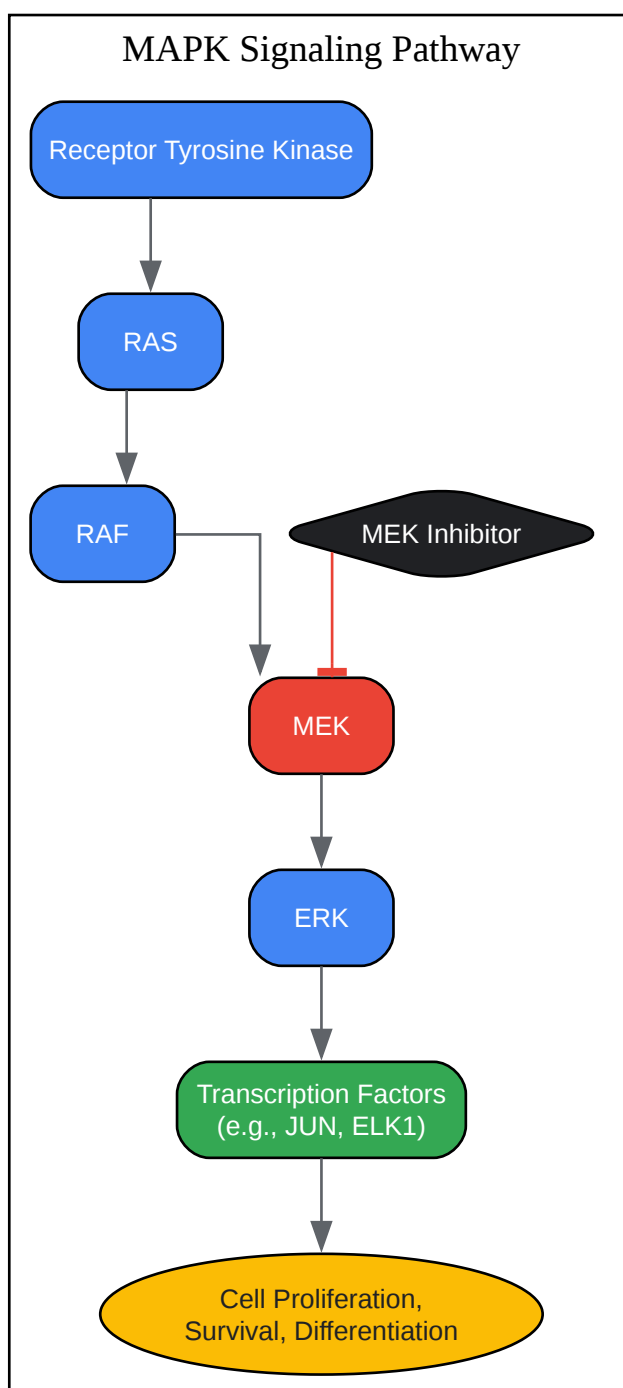 MAPK Signaling Pathway
Receptor Tyrosine Kinase
RAS
RAF
MEK Inhibitor
MEK
ERK
Transcription Factors
(e.g., JUN, ELK1)
Cell Proliferation,
Survival, Differentiation